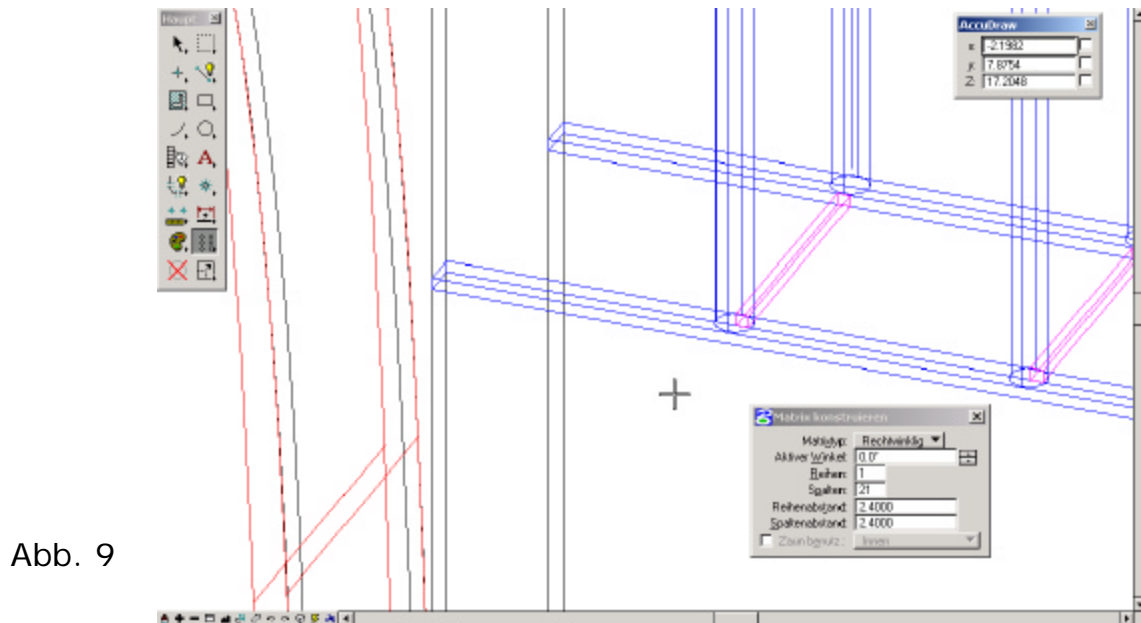 Haupt
AccuDraw
x: -2.1982
y: 7.8754
Z: 17.2048
Matrix konstruieren
Matrixtyp: Rechtwinklig
Aktiver Winkel: 0.0°
Reihen: 1
Spalten: 21
Reihenabstand: 2.4000
Spaltenabstand: 2.4000
Zaun benutz.: Innen
Abb. 9